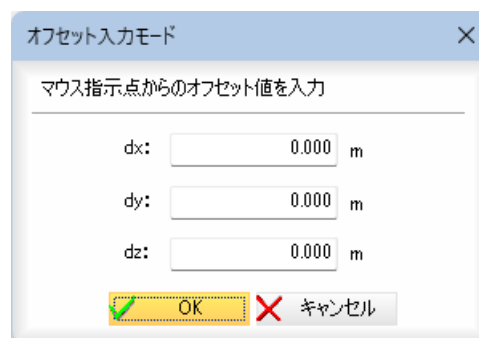 オフセット入力モード
マウス指示点からのオフセット値を入力
dx: 0.000 m
dy: 0.000 m
dz: 0.000 m
OK キャンセル